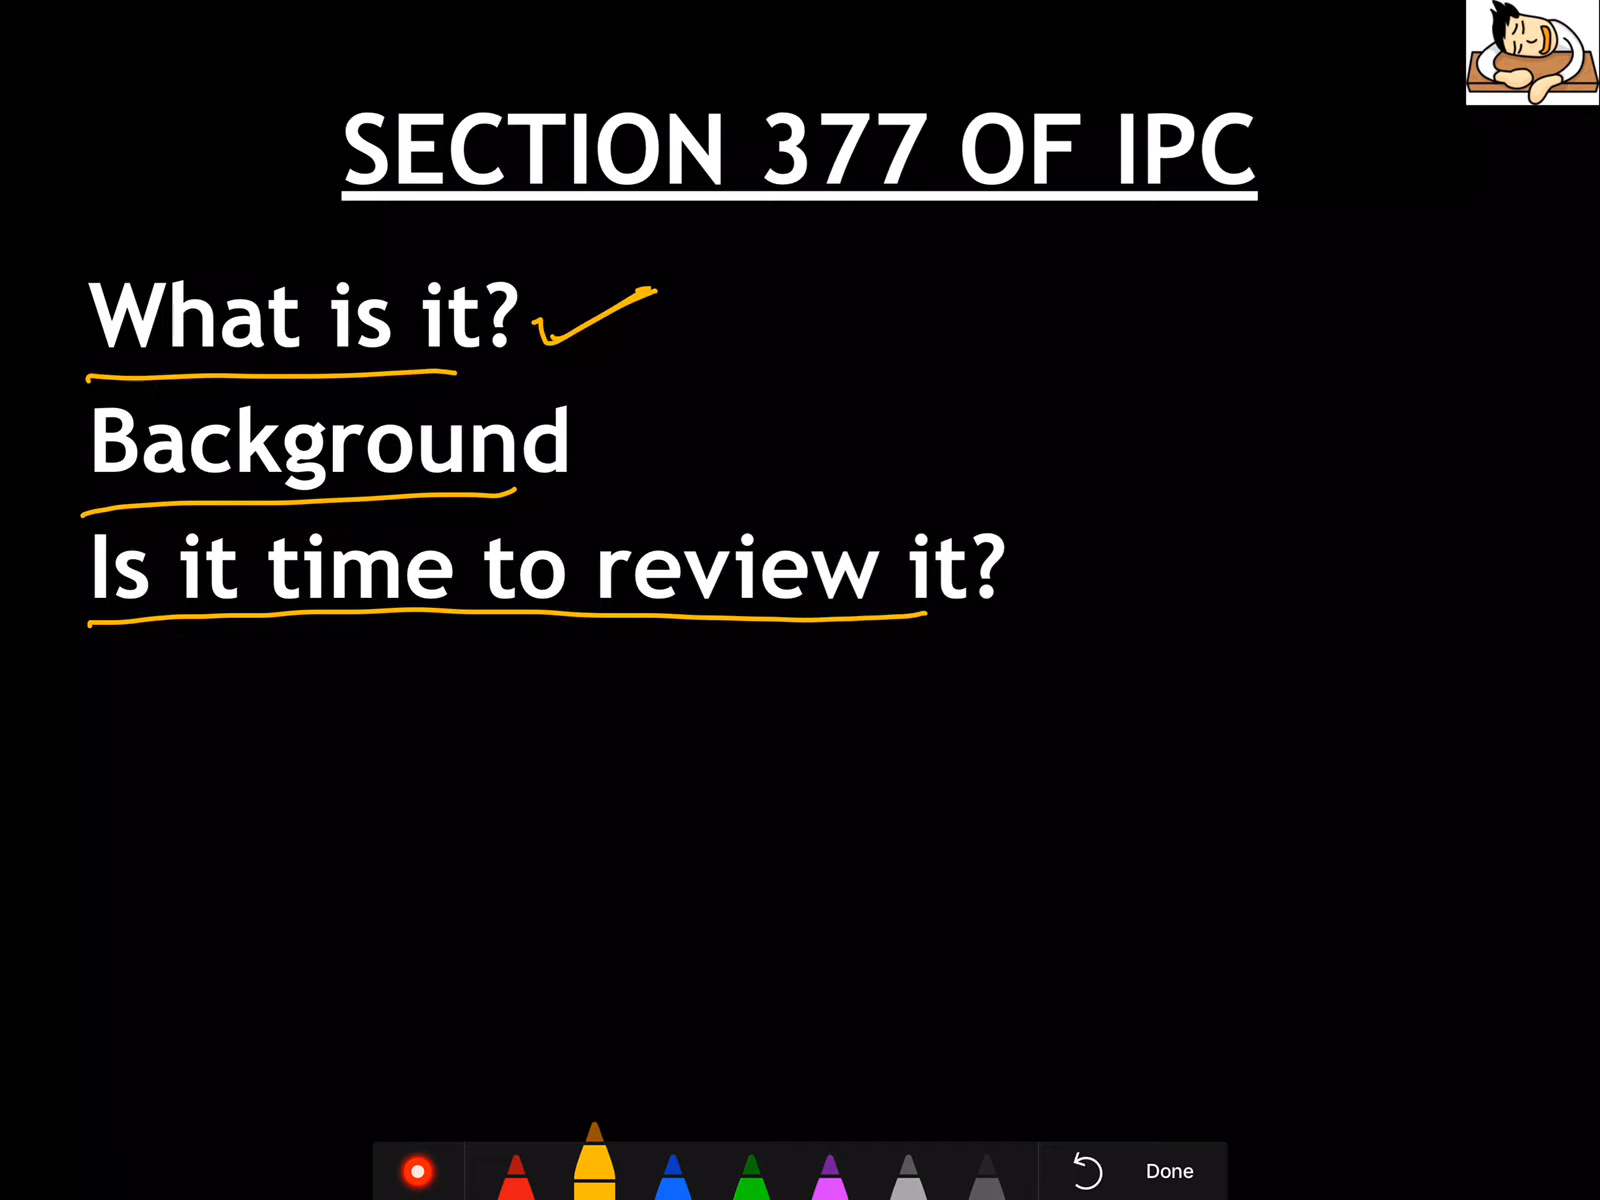 SECTION 377 OF IPC
What is it?
Background
Is it time to review it?
Done